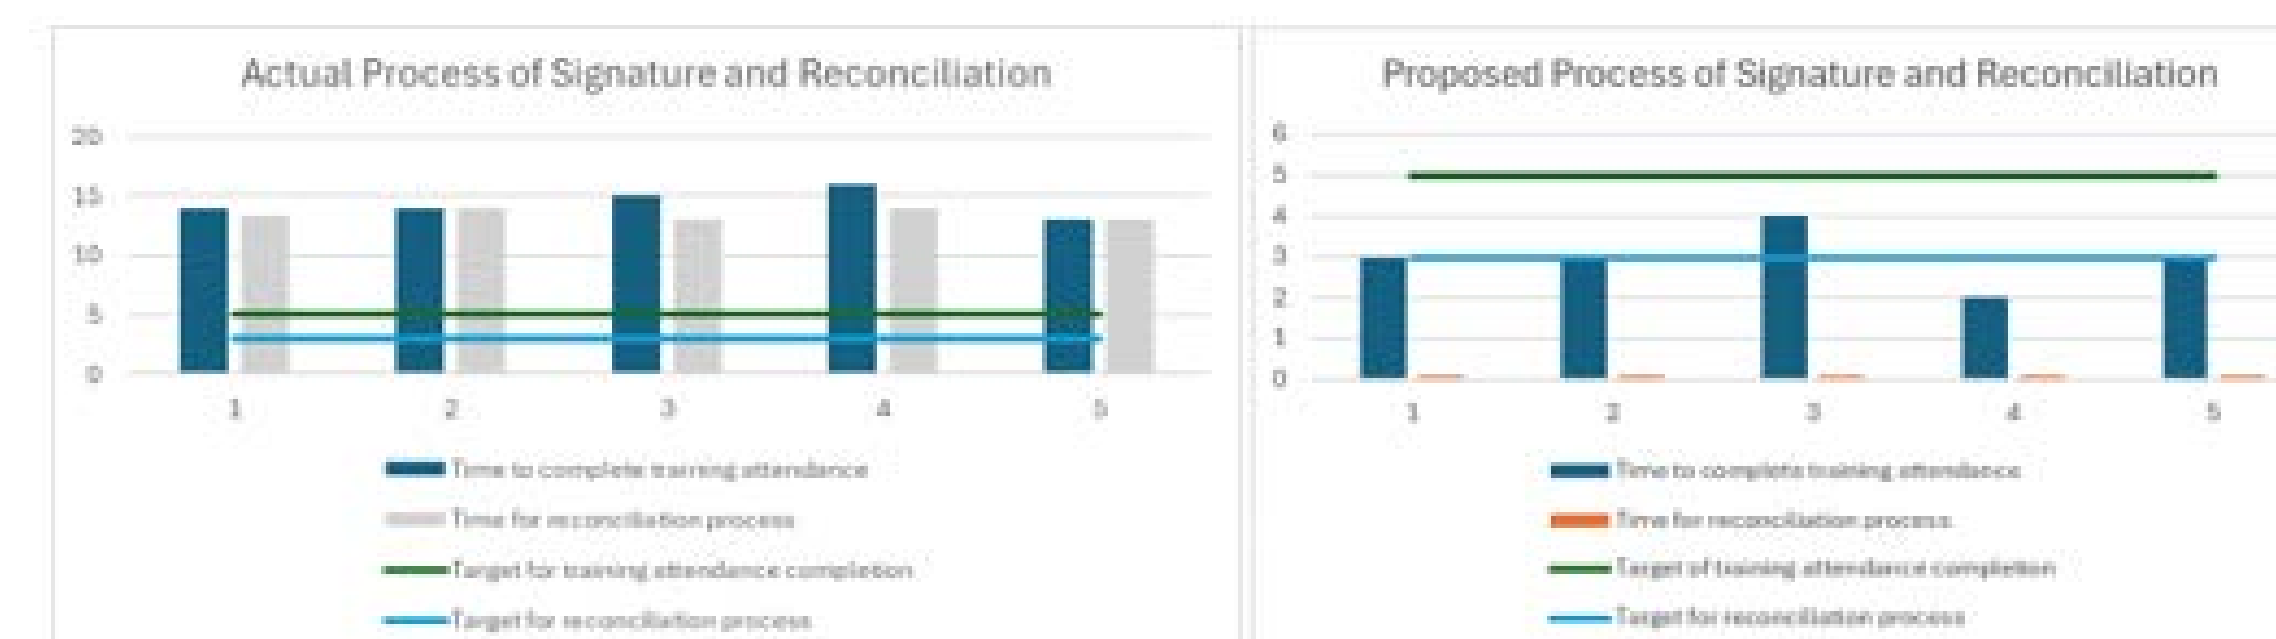 Actual Process of Signature and Reconciliation
20
15
10
5
0
1 2 3 4 5
Time to complete training attendance
Time for reconciliation process
Target for training attendance completion
Target for reconciliation process
Proposed Process of Signature and Reconciliation
6
5
4
3
2
1
0
1 2 3 4 5
Time to complete training attendance
Time for reconciliation process
Target of training attendance completion
Target for reconciliation process